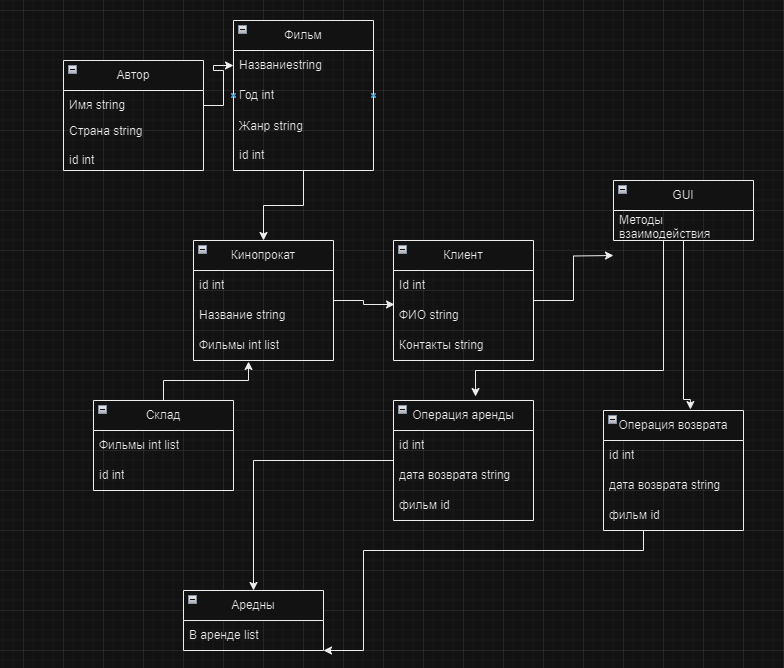 Фильм
Названиеstring
Год int
Жанр string
id int
Автор
Имя string
Страна string
id int
GUI
Методы
взаимодействия
Кинопрокат
id int
Название string
Фильмы int list
Клиент
Id int
ФИО string
Контакты string
Склад
Фильмы int list
id int
Операция аренды
id int
дата возврата string
фильм id
Операция возврата
id int
дата возврата string
фильм id
Аредны
В аренде list